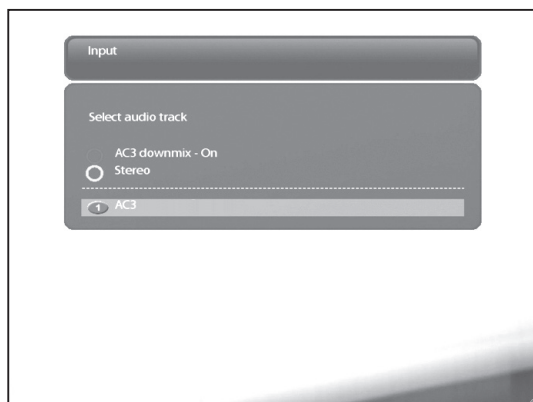 Input
Select audio track
AC3 downmix - On
Stereo
1 AC3